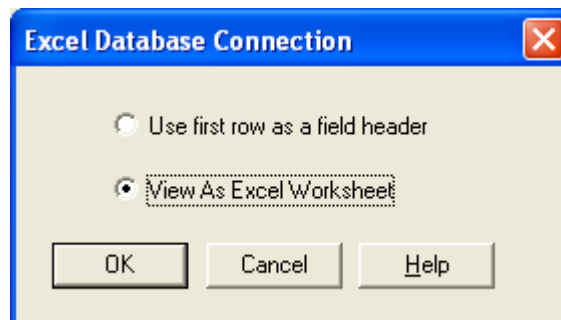 Excel Database Connection
Use first row as a field header
View As Excel Worksheet
OK Cancel Help